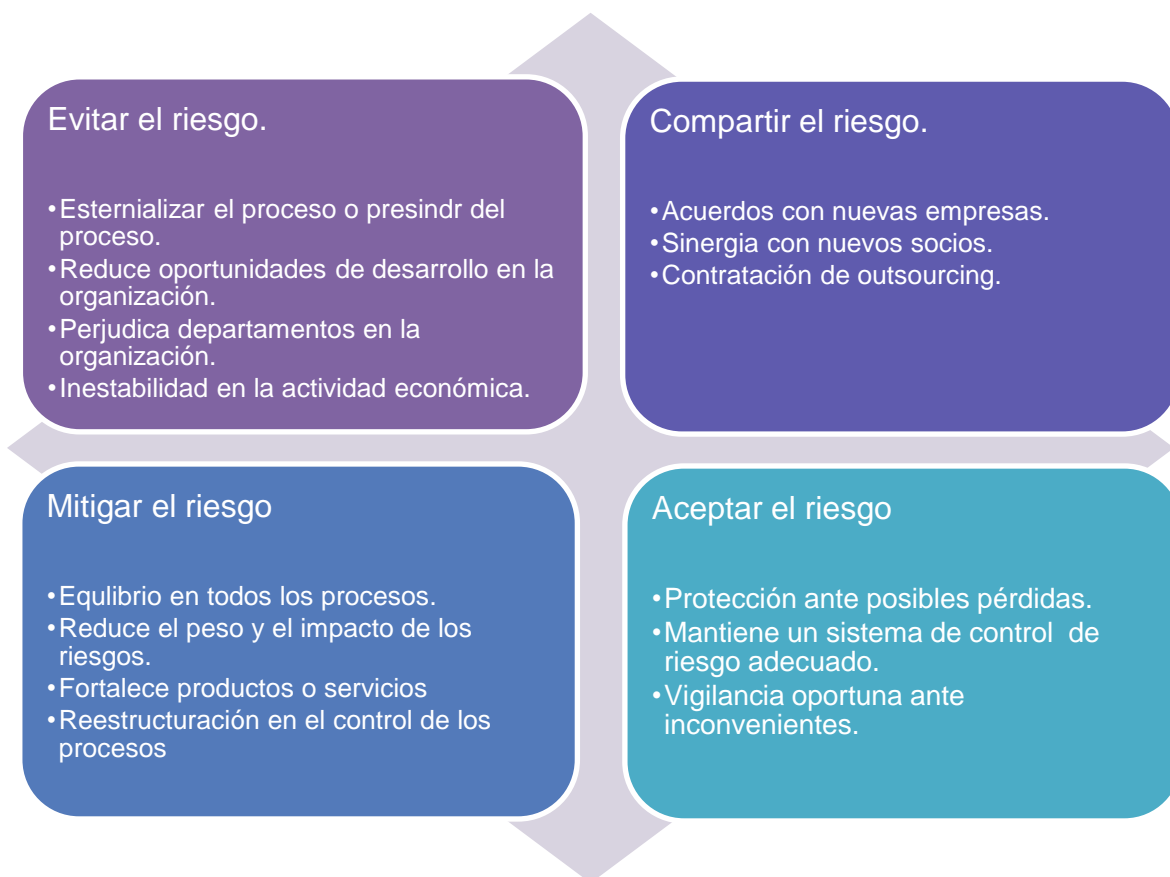 Evitar el riesgo.
•Esternializar el proceso o presindr del
proceso.
•Reduce oportunidades de desarrollo en la
organización.
•Perjudica departamentos en la
organización.
•Inestabilidad en la actividad económica.
Compartir el riesgo.
•Acuerdos con nuevas empresas.
•Sinergia con nuevos socios.
•Contratación de outsourcing.
Mitigar el riesgo
•Equlibrio en todos los procesos.
•Reduce el peso y el impacto de los
riesgos.
•Fortalece productos o servicios
•Reestructuración en el control de los
procesos
Aceptar el riesgo
•Protección ante posibles pérdidas.
•Mantiene un sistema de control  de
riesgo adecuado.
•Vigilancia oportuna ante
inconvenientes.